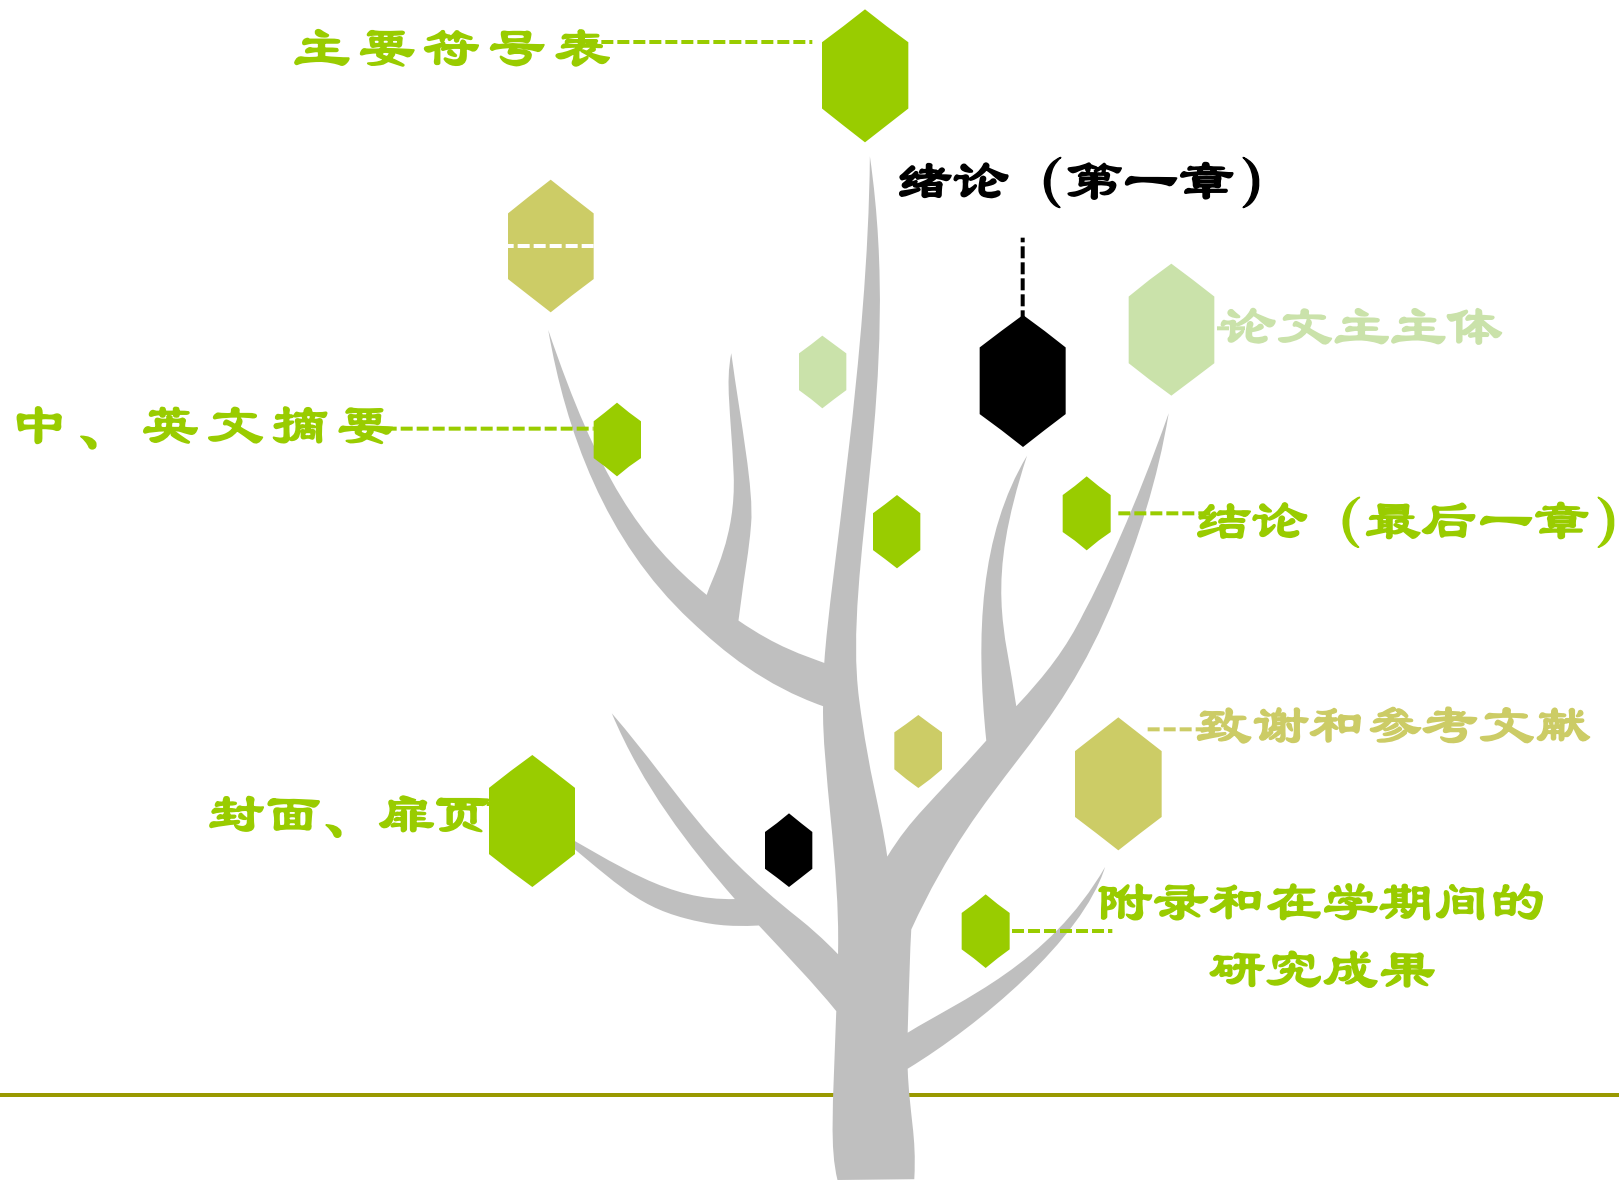 主要符号表
绪论（第一章）
论文主主体
中、英文摘要
结论（最后一章）
致谢和参考文献
封面、扉页
附录和在学期间的
研究成果